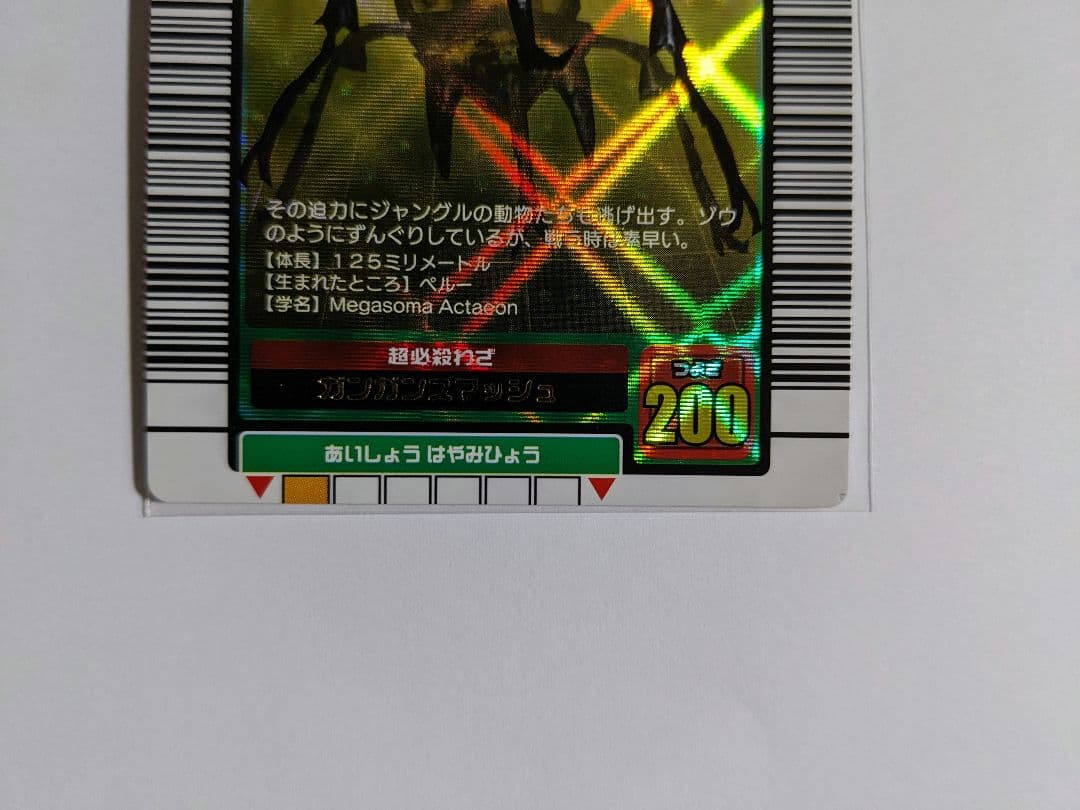 その迫力にジャングルの動物たちも逃げ出す。ゾウ
のようにずんぐりしているが、戦う時は素早い。
【体長】125ミリメートル
【生まれたところ】ペルー
【学名】Megasoma Actaeon
超必殺わざ
ガンガンスマッシュ
つよさ
200
あいしょう はやみひょう